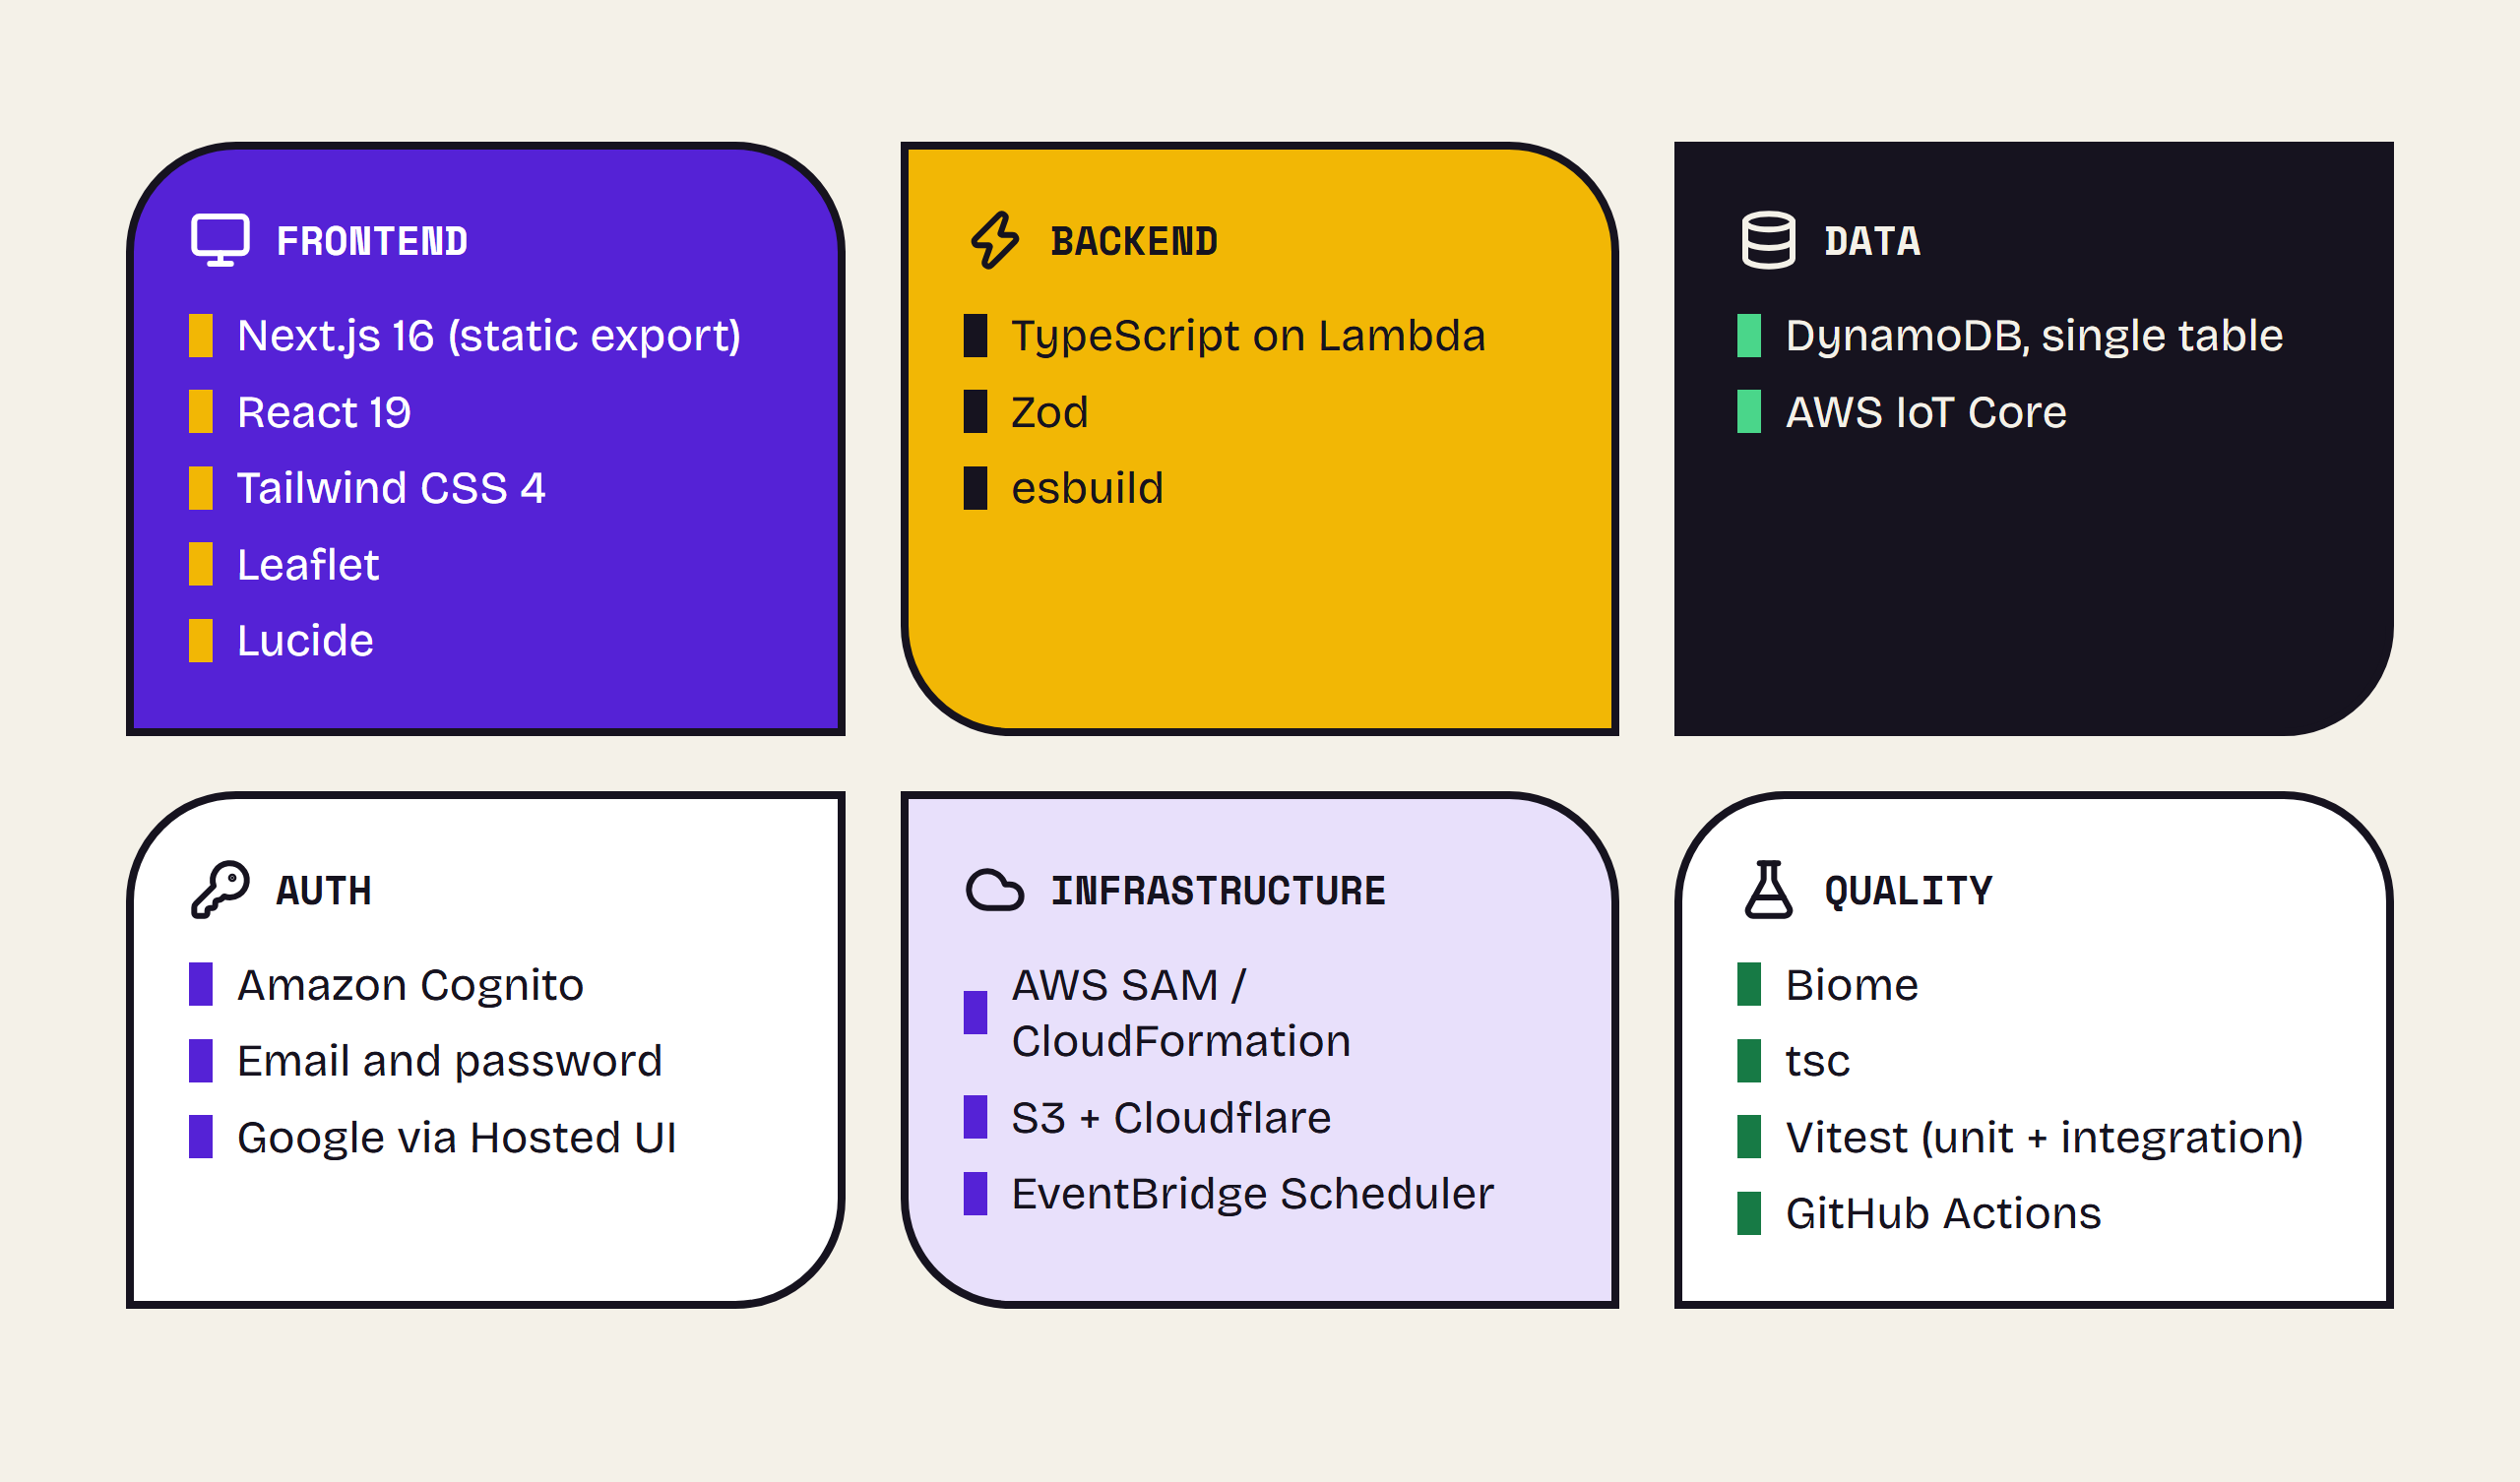 FRONTEND
Next.js 16 (static export)
React 19
Tailwind CSS 4
Leaflet
Lucide
BACKEND
TypeScript on Lambda
Zod
esbuild
DATA
DynamoDB, single table
AWS IoT Core
AUTH
Amazon Cognito
Email and password
Google via Hosted UI
INFRASTRUCTURE
AWS SAM /
CloudFormation
S3 + Cloudflare
EventBridge Scheduler
QUALITY
Biome
tsc
Vitest (unit + integration)
GitHub Actions